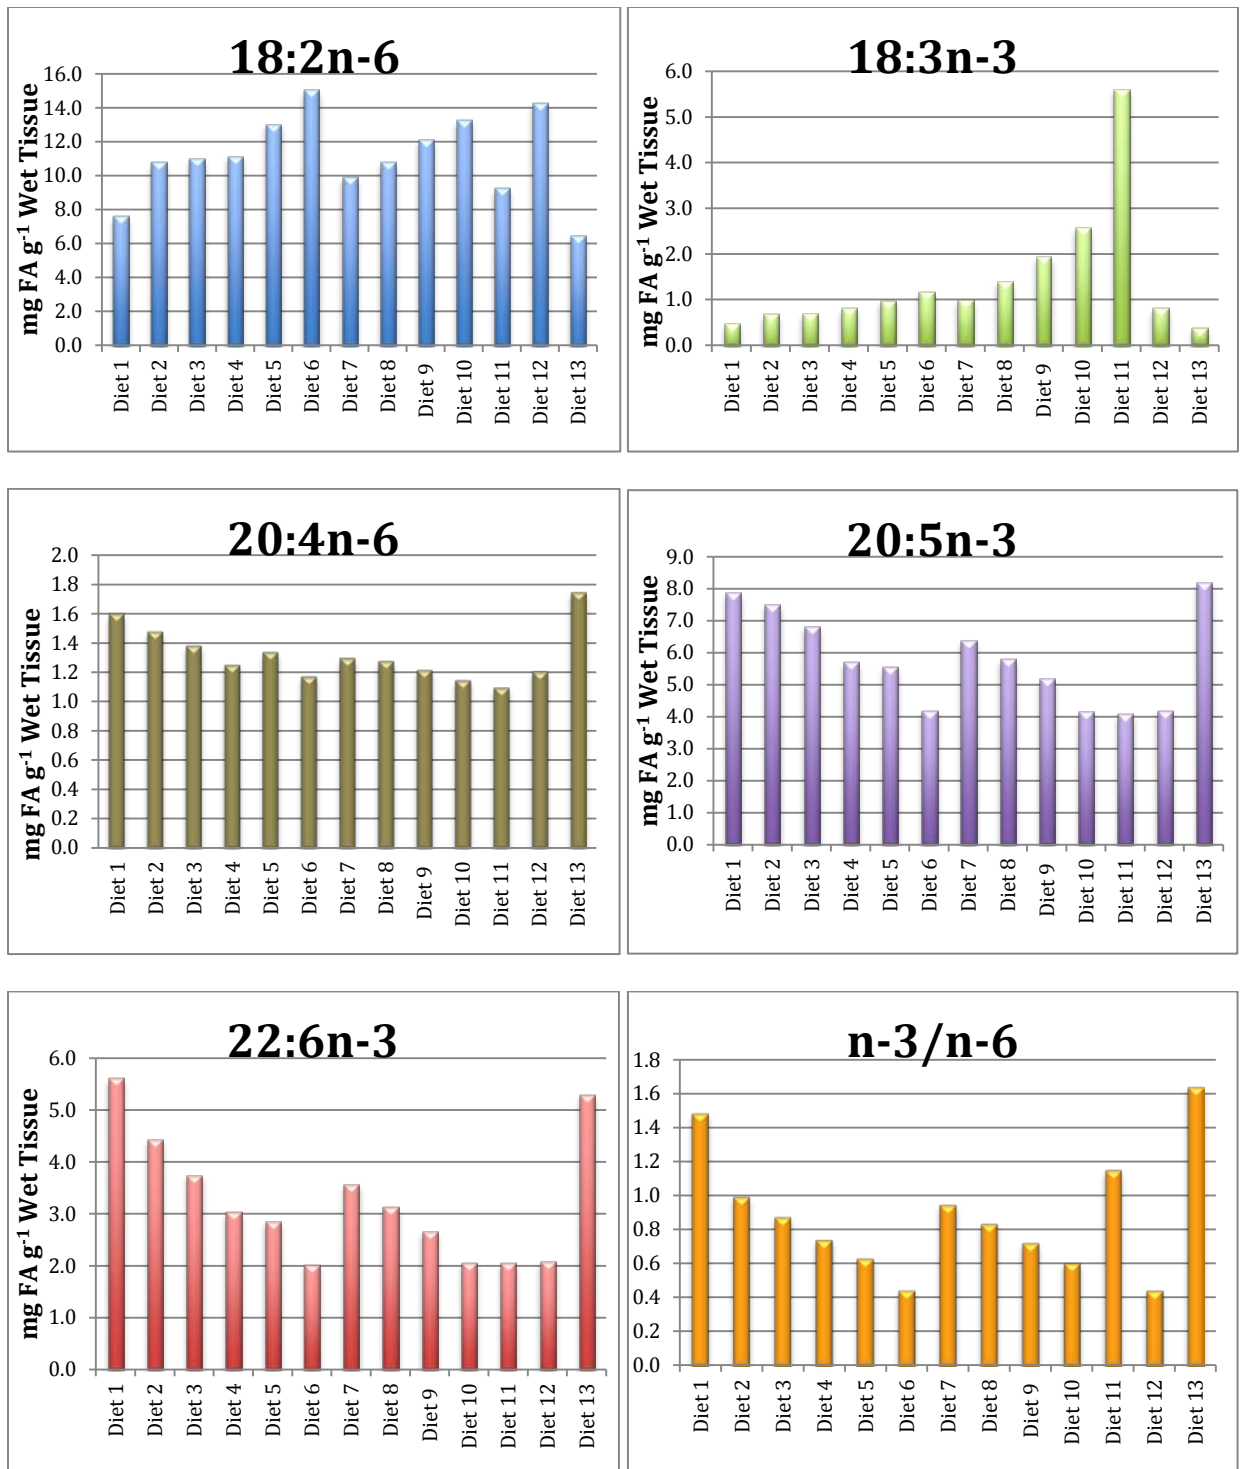 18:2n-6
mg FA g-1 Wet Tissue
16.0
14.0
12.0
10.0
8.0
6.0
4.0
2.0
0.0
Diet 1
Diet 2
Diet 3
Diet 4
Diet 5
Diet 6
Diet 7
Diet 8
Diet 9
Diet 10
Diet 11
Diet 12
Diet 13
18:3n-3
mg FA g-1 Wet Tissue
6.0
5.0
4.0
3.0
2.0
1.0
0.0
Diet 1
Diet 2
Diet 3
Diet 4
Diet 5
Diet 6
Diet 7
Diet 8
Diet 9
Diet 10
Diet 11
Diet 12
Diet 13
20:4n-6
mg FA g-1 Wet Tissue
2.0
1.8
1.6
1.4
1.2
1.0
0.8
0.6
0.4
0.2
0.0
Diet 1
Diet 2
Diet 3
Diet 4
Diet 5
Diet 6
Diet 7
Diet 8
Diet 9
Diet 10
Diet 11
Diet 12
Diet 13
20:5n-3
mg FA g-1 Wet Tissue
9.0
8.0
7.0
6.0
5.0
4.0
3.0
2.0
1.0
0.0
Diet 1
Diet 2
Diet 3
Diet 4
Diet 5
Diet 6
Diet 7
Diet 8
Diet 9
Diet 10
Diet 11
Diet 12
Diet 13
22:6n-3
mg FA g-1 Wet Tissue
6.0
5.0
4.0
3.0
2.0
1.0
0.0
Diet 1
Diet 2
Diet 3
Diet 4
Diet 5
Diet 6
Diet 7
Diet 8
Diet 9
Diet 10
Diet 11
Diet 12
Diet 13
n-3/n-6
1.8
1.6
1.4
1.2
1.0
0.8
0.6
0.4
0.2
0.0
Diet 1
Diet 2
Diet 3
Diet 4
Diet 5
Diet 6
Diet 7
Diet 8
Diet 9
Diet 10
Diet 11
Diet 12
Diet 13